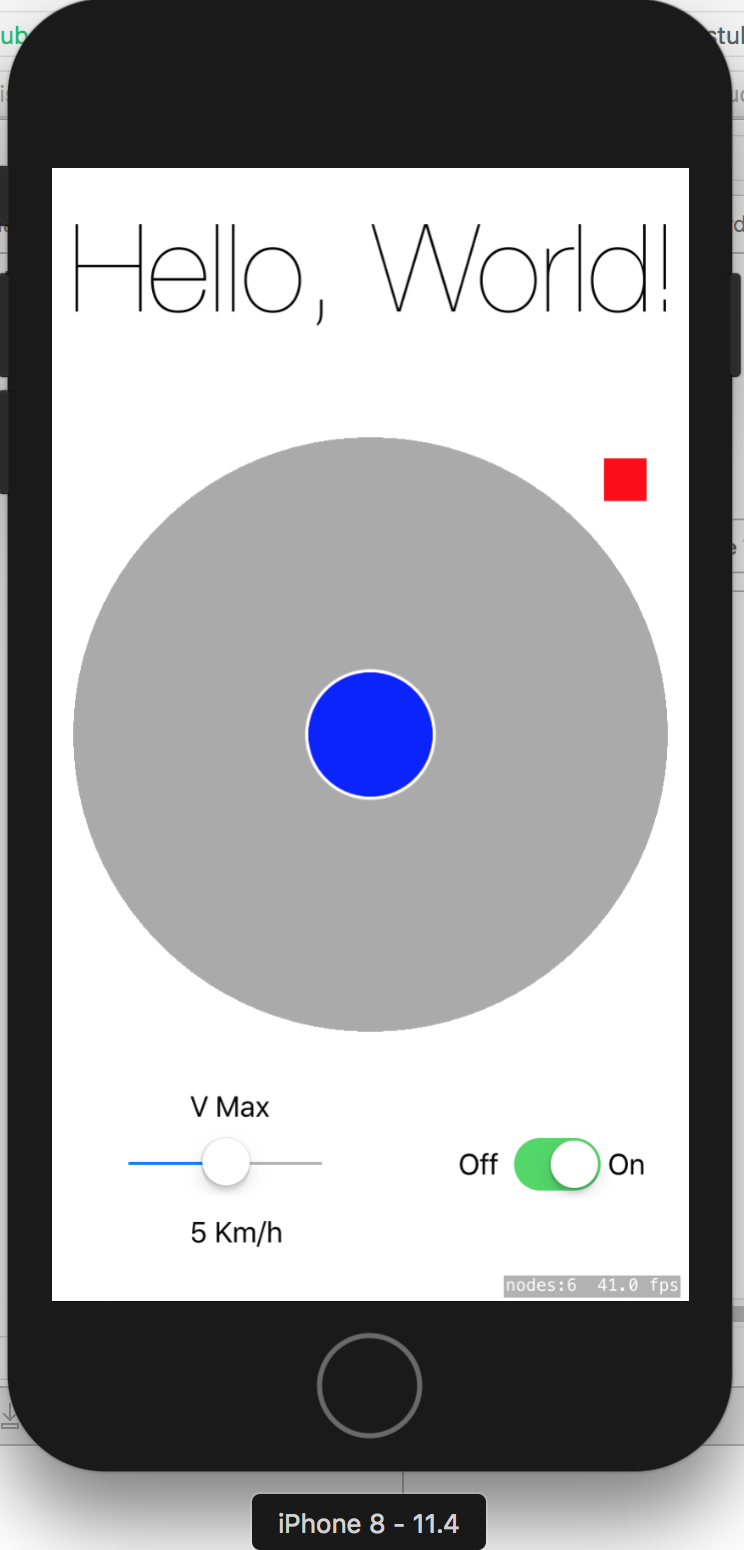 Hello, World!
V Max
Off On
5 Km/h
nodes:6 41.0 fps
iPhone 8 - 11.4